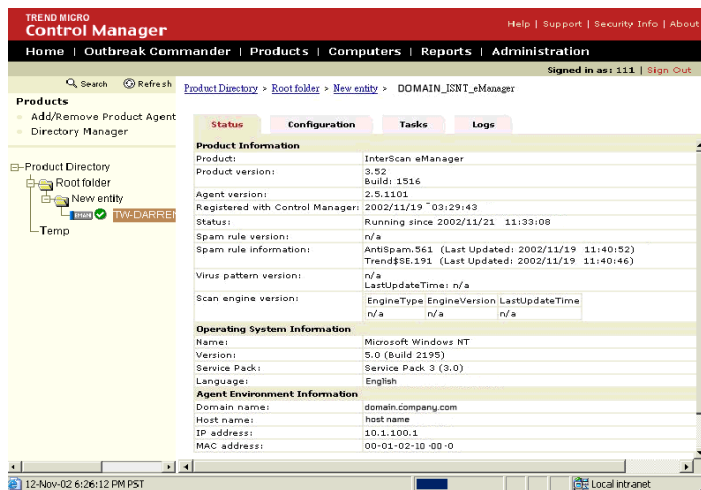 TREND MICRO
Control Manager
Help | Support | Security Info | About
Home | Outbreak Commander | Products | Computers | Reports | Administration
Signed in as: 111 | Sign Out
Search Refresh
Products
Add/Remove Product Agent
Directory Manager
Product Directory
Root folder
New entity
TW-DARREN
Temp
Product Directory > Root folder > New entity > DOMAIN_ISNT_eManager
Status Configuration Tasks Logs
Product Information
Product: InterScan eManager
Product version: 3.52
Build: 1516
Agent version: 2.5.1101
Registered with Control Manager: 2002/11/19 ~03:29:43
Status: Running since 2002/11/21 11:33:08
Spam rule version: n/a
Spam rule information: AntiSpam.561 (Last Updated: 2002/11/19 11:40:52)
Trend$SE.191 (Last Updated: 2002/11/19 11:40:46)
Virus pattern version: n/a
LastUpdateTime: n/a
Scan engine version: EngineType EngineVersion LastUpdateTime
n/a n/a n/a
Operating System Information
Name: Microsoft Windows NT
Version: 5.0 (Build 2195)
Service Pack: Service Pack 3 (3.0)
Language: English
Agent Environment Information
Domain name: domain.company.com
Host name: host name
IP address: 10.1.100.1
MAC address: 00-01-02-10 -00 -0
12-Nov-02 6:26:12 PM PST
Local intranet